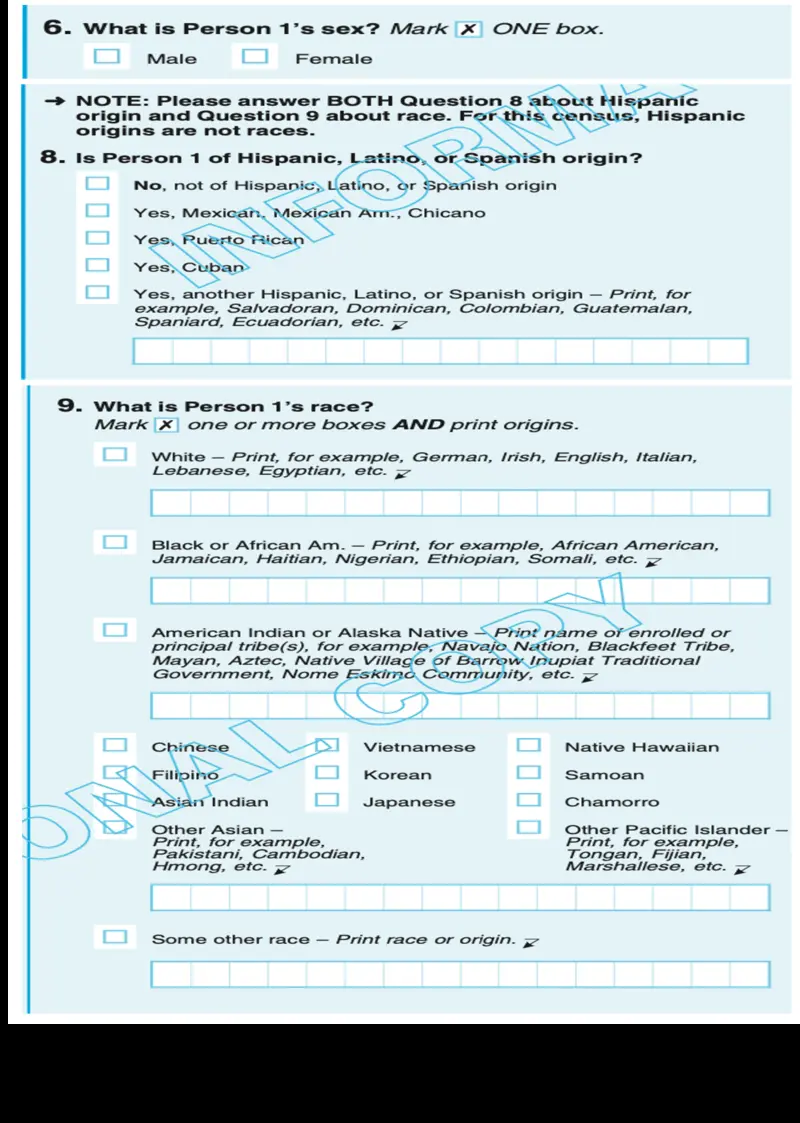 6. What is Person 1's sex? Mark X ONE box.
Male Female
→ NOTE: Please answer BOTH Question 8 about Hispanic
origin and Question 9 about race. For this census, Hispanic
origins are not races.
8. Is Person 1 of Hispanic, Latino, or Spanish origin?
No, not of Hispanic, Latino, or Spanish origin
Yes, Mexican, Mexican Am., Chicano
Yes, Puerto Rican
Yes, Cuban
Yes, another Hispanic, Latino, or Spanish origin – Print, for
example, Salvadoran, Dominican, Colombian, Guatemalan,
Spaniard, Ecuadorian, etc.
INFORMA
9. What is Person 1's race?
Mark X one or more boxes AND print origins.
White – Print, for example, German, Irish, English, Italian,
Lebanese, Egyptian, etc.
Black or African Am. – Print, for example, African American,
Jamaican, Haitian, Nigerian, Ethiopian, Somali, etc.
American Indian or Alaska Native – Print name of enrolled or
principal tribe(s), for example, Navajo Nation, Blackfeet Tribe,
Mayan, Aztec, Native Village of Barrow Inupiat Traditional
Government, Nome Eskimo Community, etc.
Chinese Vietnamese Native Hawaiian
Filipino Korean Samoan
Asian Indian Japanese Chamorro
Other Asian –
Print, for example,
Pakistani, Cambodian,
Hmong, etc.
Other Pacific Islander –
Print, for example,
Tongan, Fijian,
Marshallese, etc.
Some other race – Print race or origin.
ONAL COPY